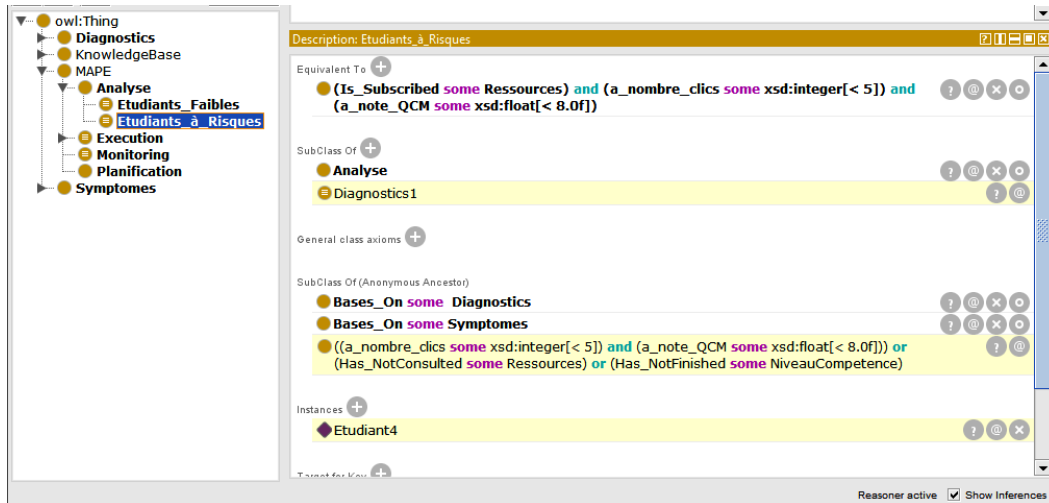 owl:Thing
Diagnostics
KnowledgeBase
MAPE
Analyse
Etudiants_Faibles
Etudiants_à_Risques
Execution
Monitoring
Planification
Symptomes
Description: Etudiants_à_Risques
Equivalent To
(Is_Subscribed some Ressources) and (a_nombre_clics some xsd:integer[< 5]) and
(a_note_QCM some xsd:float[< 8.0f])
SubClass Of
Analyse
Diagnostics1
General class axioms
SubClass Of (Anonymous Ancestor)
Bases_On some Diagnostics
Bases_On some Symptomes
((a_nombre_clics some xsd:integer[< 5]) and (a_note_QCM some xsd:float[< 8.0f])) or
(Has_NotConsulted some Ressources) or (Has_NotFinished some NiveauCompetence)
Instances
Etudiant4
Target for Key
Reasoner active Show Inferences